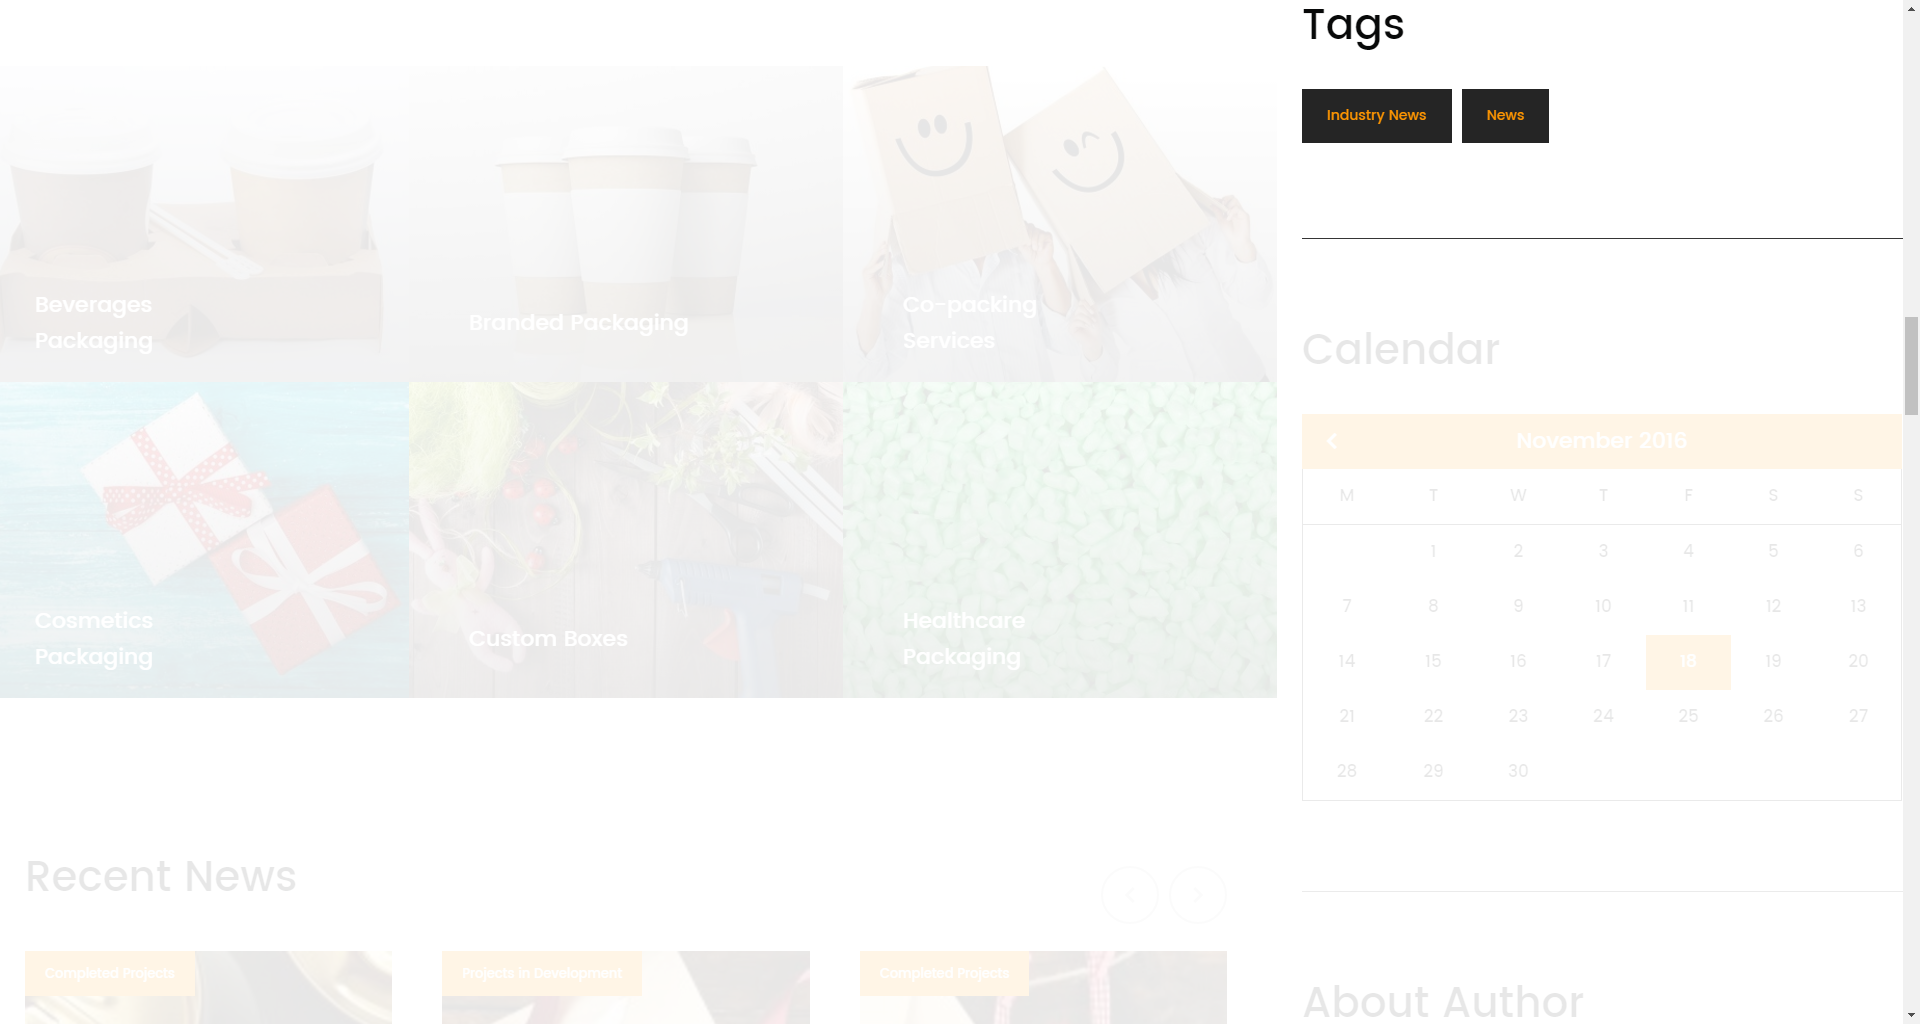 Tags
Industry News
News
Beverages
Packaging
Branded Packaging
Co-packing
Services
Cosmetics
Packaging
Custom Boxes
Healthcare
Packaging
Calendar
November 2016
M T W T F S S
1 2 3 4 5 6
7 8 9 10 11 12 13
14 15 16 17 18 19 20
21 22 23 24 25 26 27
28 29 30
Recent News
Completed Projects
Projects in Development
Completed Projects
About Author